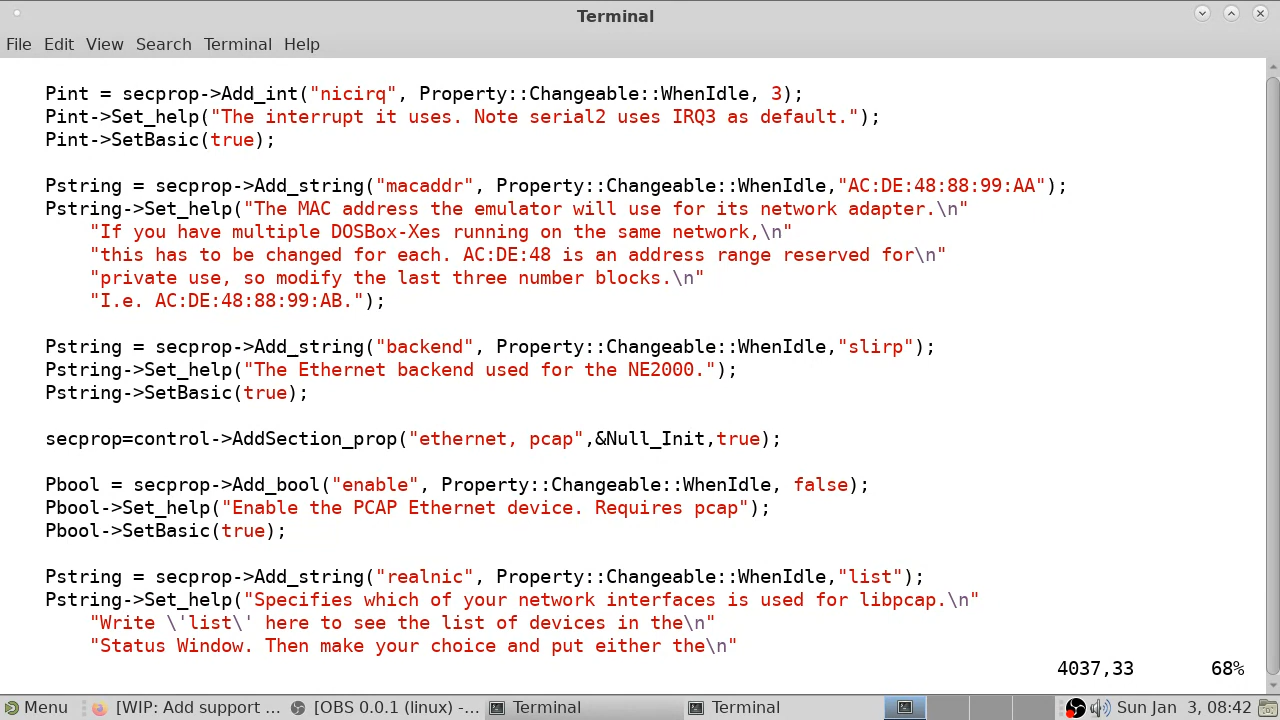 Terminal
File Edit View Search Terminal Help
Pint = secprop->Add_int("nicirq", Property::Changeable::WhenIdle, 3);
Pint->Set_help("The interrupt it uses. Note serial2 uses IRQ3 as default.");
Pint->SetBasic(true);
Pstring = secprop->Add_string("macaddr", Property::Changeable::WhenIdle,"AC:DE:48:88:99:AA");
Pstring->Set_help("The MAC address the emulator will use for its network adapter.\n"
"If you have multiple DOSBox-Xes running on the same network,\n"
"this has to be changed for each. AC:DE:48 is an address range reserved for\n"
"private use, so modify the last three number blocks.\n"
"I.e. AC:DE:48:88:99:AB.");
Pstring = secprop->Add_string("backend", Property::Changeable::WhenIdle,"slirp");
Pstring->Set_help("The Ethernet backend used for the NE2000.");
Pstring->SetBasic(true);
secprop=control->AddSection_prop("ethernet, pcap",&Null_Init,true);
Pbool = secprop->Add_bool("enable", Property::Changeable::WhenIdle, false);
Pbool->Set_help("Enable the PCAP Ethernet device. Requires pcap");
Pbool->SetBasic(true);
Pstring = secprop->Add_string("realnic", Property::Changeable::WhenIdle,"list");
Pstring->Set_help("Specifies which of your network interfaces is used for libpcap.\n"
"Write \'list\' here to see the list of devices in the\n"
"Status Window. Then make your choice and put either the\n"
4037,33 68%
Menu [WIP: Add support ... [OBS 0.0.1 (linux) -... Terminal Terminal Sun Jan 3, 08:42